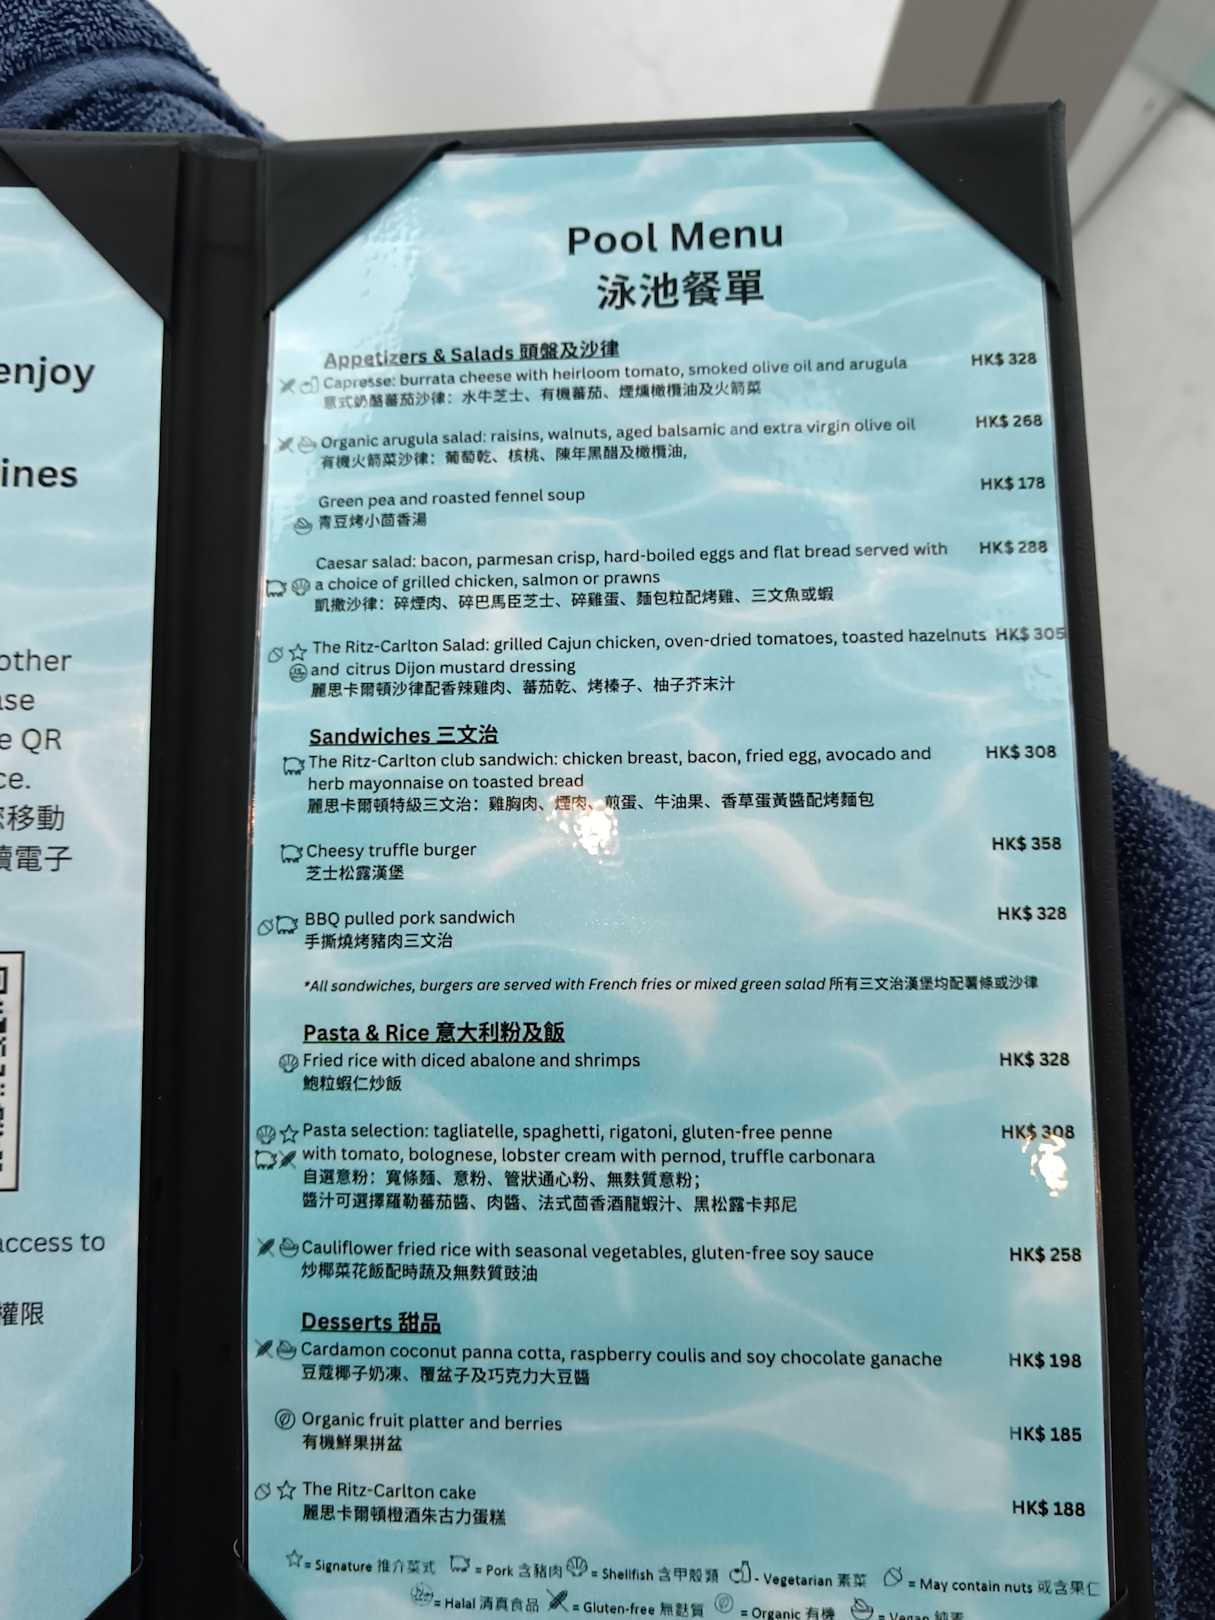 enjoy
ines
other
ase
e QR
ce.
移動
電子
access to
權限
Pool Menu
泳池餐單
Appetizers & Salads 頭盤及沙律
Capresse: burrata cheese with heirloom tomato, smoked olive oil and arugula HK$ 328
意式奶酪蕃茄沙律：水牛芝士、有機蕃茄、煙燻橄欖油及火箭菜
Organic arugula salad: raisins, walnuts, aged balsamic and extra virgin olive oil HK$ 268
有機火箭菜沙律：葡萄乾、核桃、陳年黑醋及橄欖油,
Green pea and roasted fennel soup HK$ 178
青豆烤小茴香湯
Caesar salad: bacon, parmesan crisp, hard-boiled eggs and flat bread served with HK$ 288
a choice of grilled chicken, salmon or prawns
凱撒沙律：碎煙肉、碎巴馬臣芝士、碎雞蛋、麵包粒配烤雞、三文魚或蝦
The Ritz-Carlton Salad: grilled Cajun chicken, oven-dried tomatoes, toasted hazelnuts HK$ 305
and citrus Dijon mustard dressing
麗思卡爾頓沙律配香辣雞肉、蕃茄乾、烤榛子、柚子芥末汁
Sandwiches 三文治
The Ritz-Carlton club sandwich: chicken breast, bacon, fried egg, avocado and HK$ 308
herb mayonnaise on toasted bread
麗思卡爾頓特級三文治：雞胸肉、煙肉、煎蛋、牛油果、香草蛋黃醬配烤麵包
Cheesy truffle burger HK$ 358
芝士松露漢堡
BBQ pulled pork sandwich HK$ 328
手撕燒烤豬肉三文治
*All sandwiches, burgers are served with French fries or mixed green salad 所有三文治漢堡均配薯條或沙律
Pasta & Rice 意大利粉及飯
Fried rice with diced abalone and shrimps HK$ 328
鮑粒蝦仁炒飯
Pasta selection: tagliatelle, spaghetti, rigatoni, gluten-free penne HK$ 308
with tomato, bolognese, lobster cream with pernod, truffle carbonara
自選意粉：寬條麵、意粉、管狀通心粉、無麩質意粉；
醬汁可選擇羅勒蕃茄醬、肉醬、法式茴香酒龍蝦汁、黑松露卡邦尼
Cauliflower fried rice with seasonal vegetables, gluten-free soy sauce HK$ 258
炒椰菜花飯配時蔬及無麩質豉油
Desserts 甜品
Cardamon coconut panna cotta, raspberry coulis and soy chocolate ganache HK$ 198
豆蔻椰子奶凍、覆盆子及巧克力大豆醬
Organic fruit platter and berries HK$ 185
有機鮮果拼盆
The Ritz-Carlton cake HK$ 188
麗思卡爾頓橙酒朱古力蛋糕
= Signature 推介菜式 = Pork 含豬肉 = Shellfish 含甲殼類 - Vegetarian 素菜 = May contain nuts 或含果仁
= Halal 清真食品 = Gluten-free 無麩質 = Organic 有機 = Vegan 純素